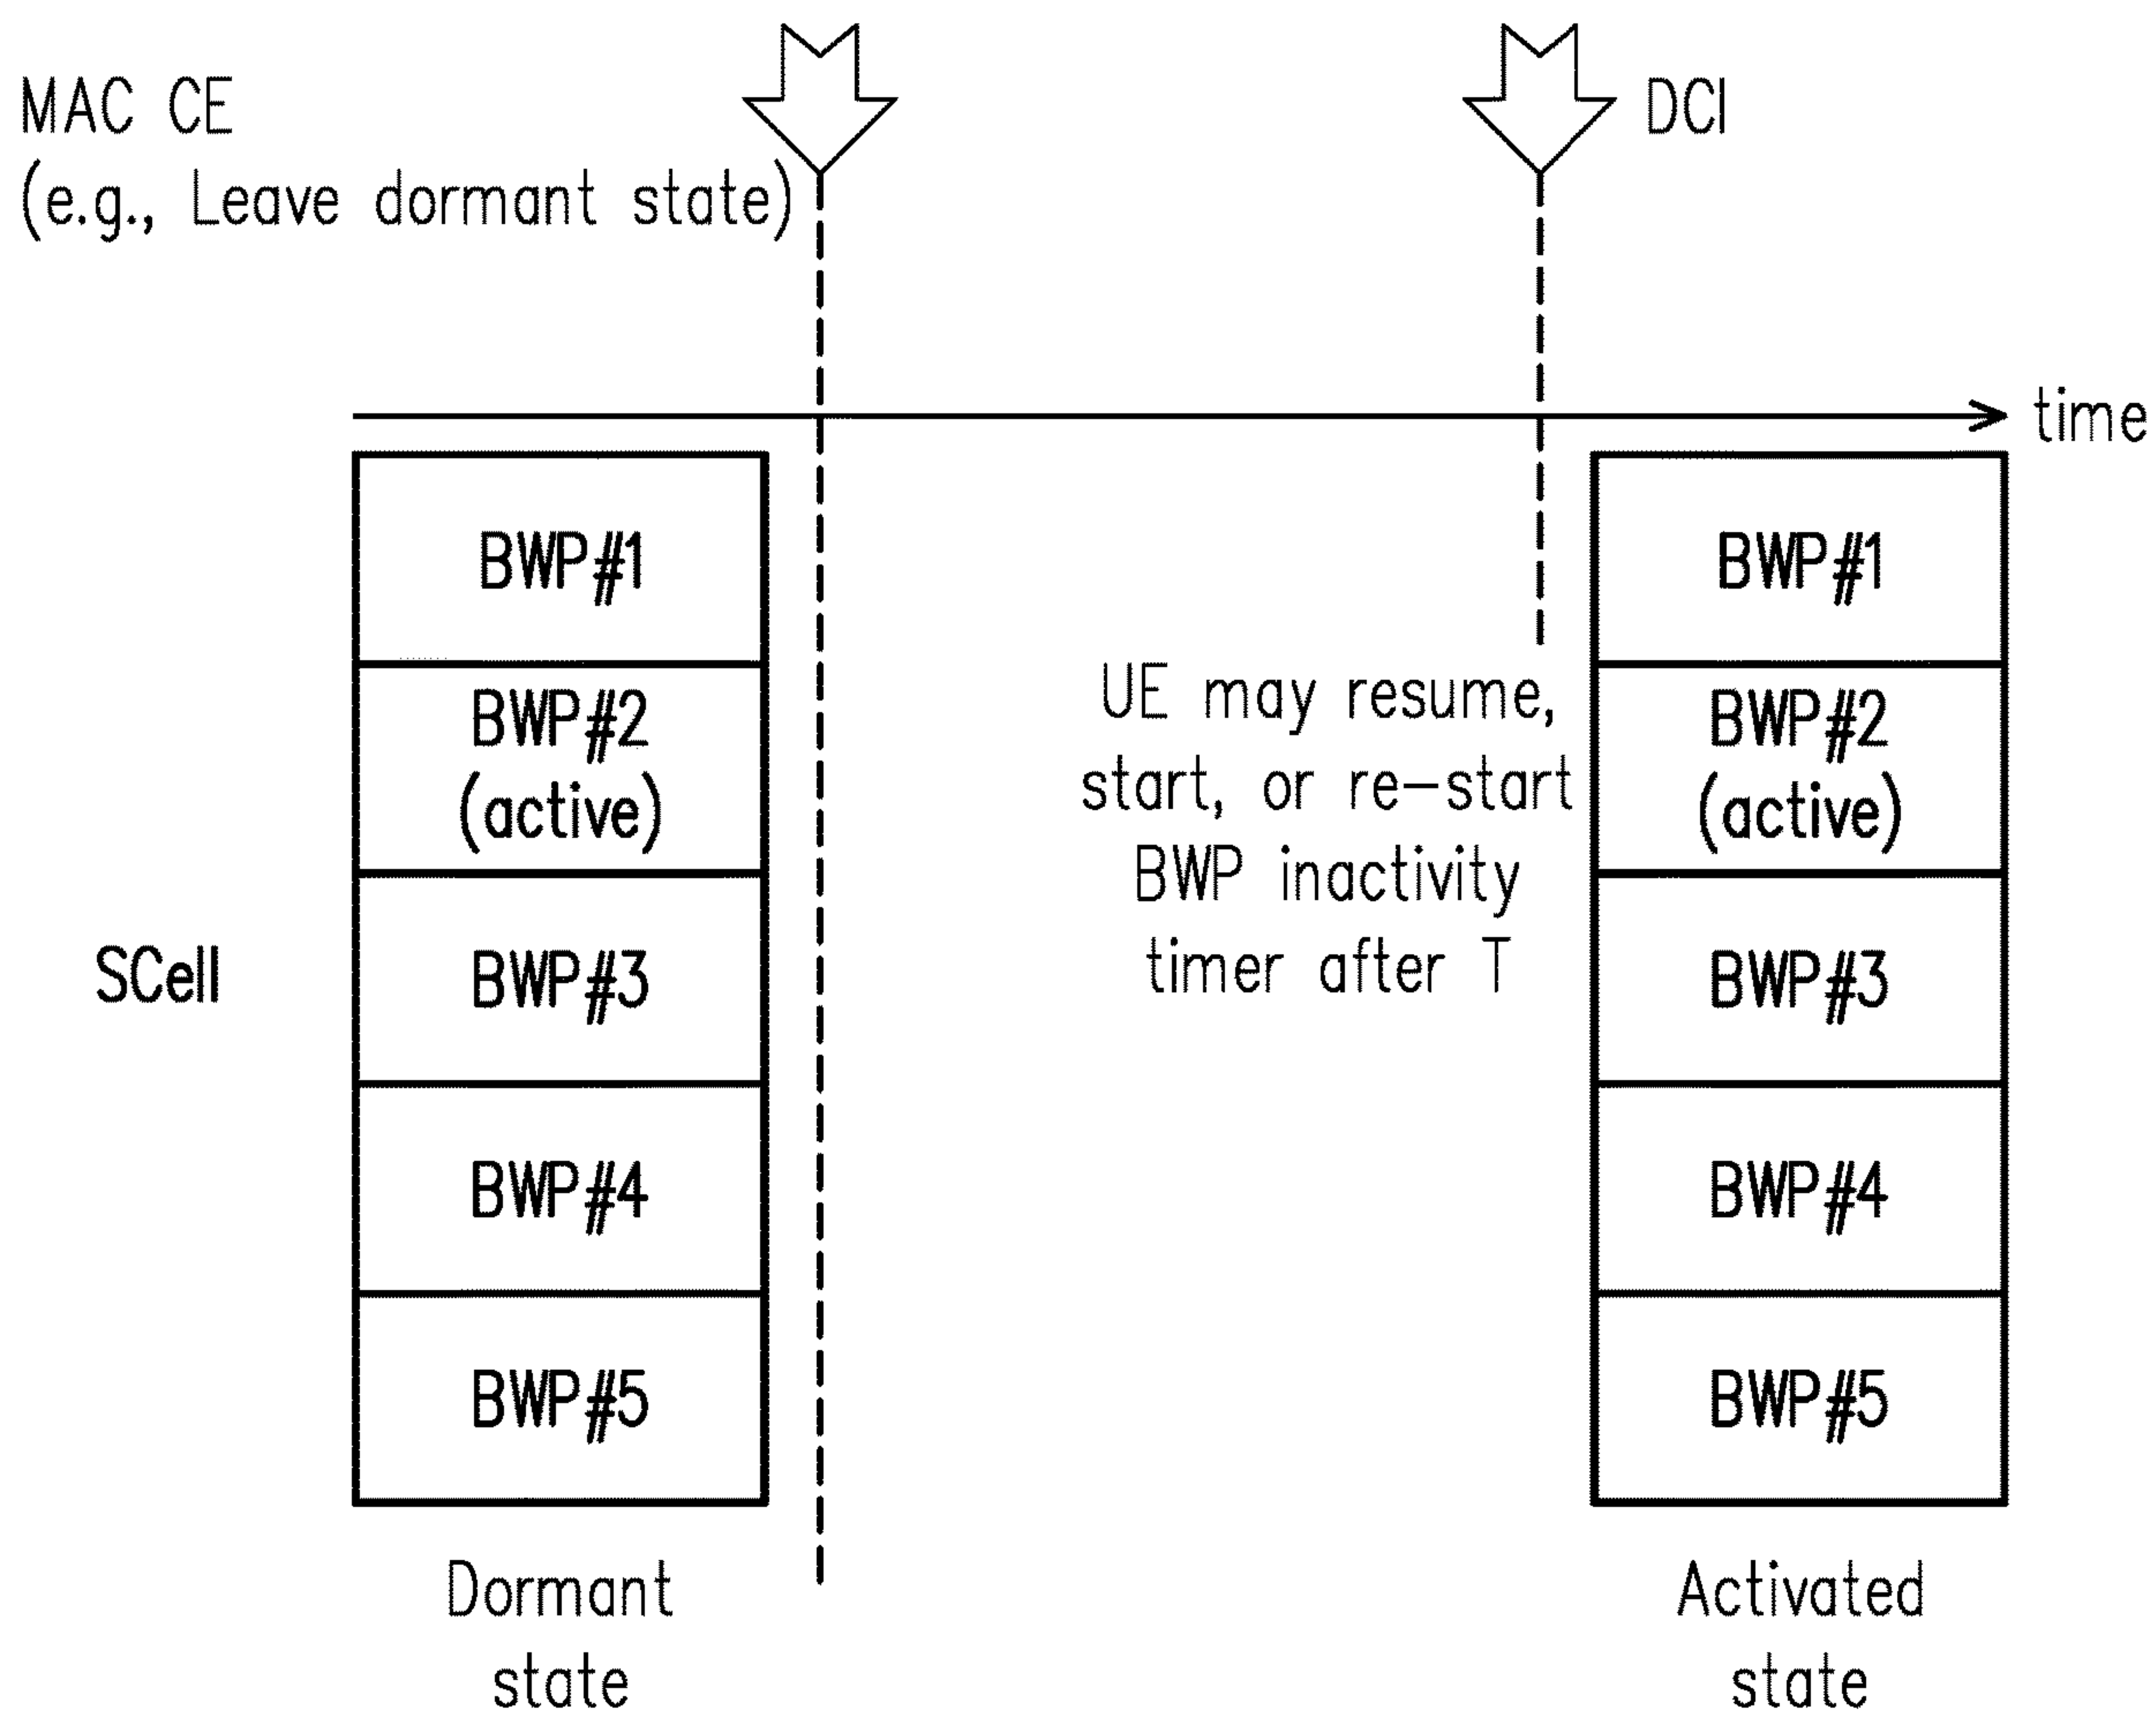 MAC CE
(e.g., Leave dormant state)
DCI
time
SCell
BWP#1
BWP#2
(active)
BWP#3
BWP#4
BWP#5
Dormant
state
UE may resume,
start, or re-start
BWP inactivity
timer after T
BWP#1
BWP#2
(active)
BWP#3
BWP#4
BWP#5
Activated
state